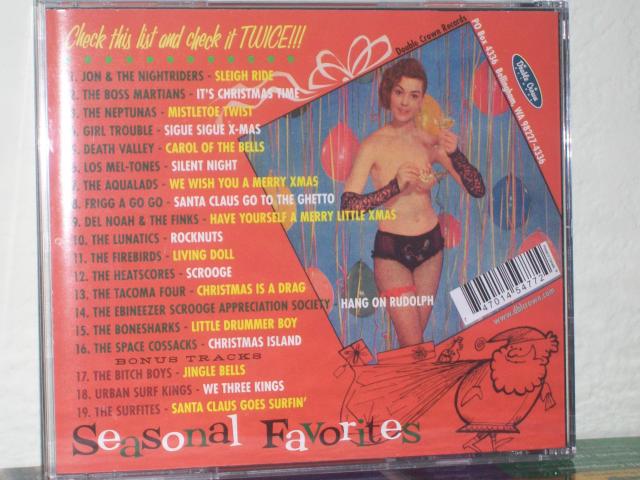 Check this list and check it TWICE!!!
1. JON & THE NIGHTRIDERS - SLEIGH RIDE
2. THE BOSS MARTIANS - IT'S CHRISTMAS TIME
3. THE NEPTUNAS - MISTLETOE TWIST
4. GIRL TROUBLE - SIGUE SIGUE X-MAS
5. DEATH VALLEY - CAROL OF THE BELLS
6. LOS MEL-TONES - SILENT NIGHT
7. THE AQUALADS - WE WISH YOU A MERRY XMAS
8. FRIGG A GO GO - SANTA CLAUS GO TO THE GHETTO
9. DEL NOAH & THE FINKS - HAVE YOURSELF A MERRY LITTLE XMAS
10. THE LUNATICS - ROCKNUTS
11. THE FIREBIRDS - LIVING DOLL
12. THE HEATSCORES - SCROOGE
13. THE TACOMA FOUR - CHRISTMAS IS A DRAG
14. THE EBINEEZER SCROOGE APPRECIATION SOCIETY - HANG ON RUDOLPH
15. THE BONESHARKS - LITTLE DRUMMER BOY
16. THE SPACE COSSACKS - CHRISTMAS ISLAND
BONUS TRACKS
17. THE BITCH BOYS - JINGLE BELLS
18. URBAN SURF KINGS - WE THREE KINGS
19. THE SURFITES - SANTA CLAUS GOES SURFIN'
Seasonal Favorites
Double Crown Records
PO Box 4336 Bellingham, WA 98227-4336
Double Crown
47014 54772
www.dblcrown.com